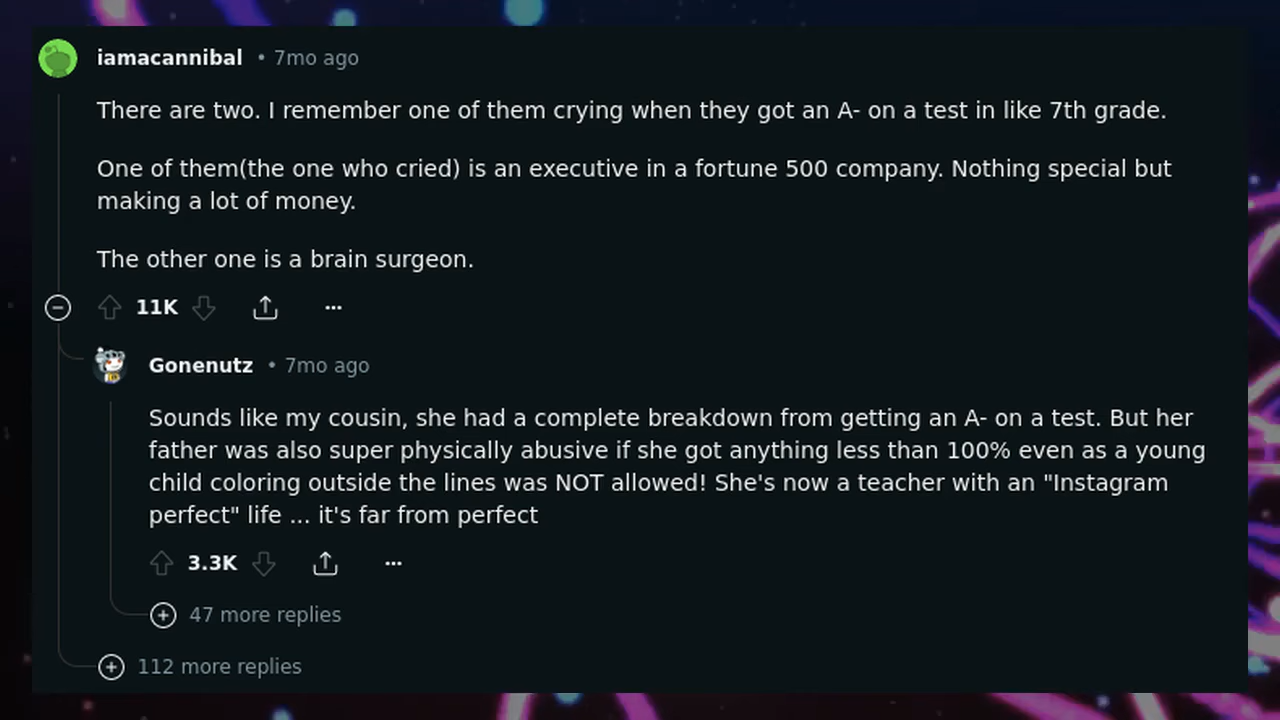 iamacannibal • 7mo ago
There are two. I remember one of them crying when they got an A- on a test in like 7th grade.
One of them(the one who cried) is an executive in a fortune 500 company. Nothing special but
making a lot of money.
The other one is a brain surgeon.
11K
Gonenutz • 7mo ago
Sounds like my cousin, she had a complete breakdown from getting an A- on a test. But her
father was also super physically abusive if she got anything less than 100% even as a young
child coloring outside the lines was NOT allowed! She's now a teacher with an "Instagram
perfect" life ... it's far from perfect
3.3K
47 more replies
112 more replies